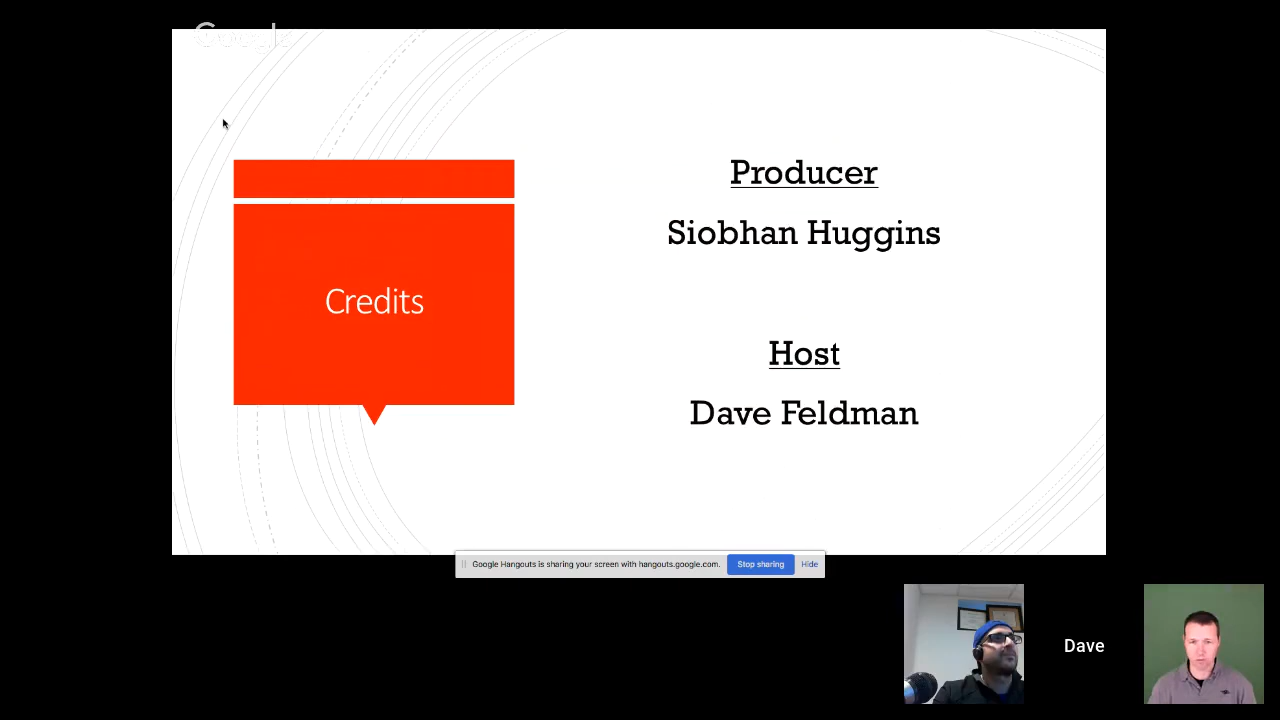 Google
Credits
Producer
Siobhan Huggins
Host
Dave Feldman
Google Hangouts is sharing your screen with hangouts.google.com.
Stop sharing
Hide
Dave